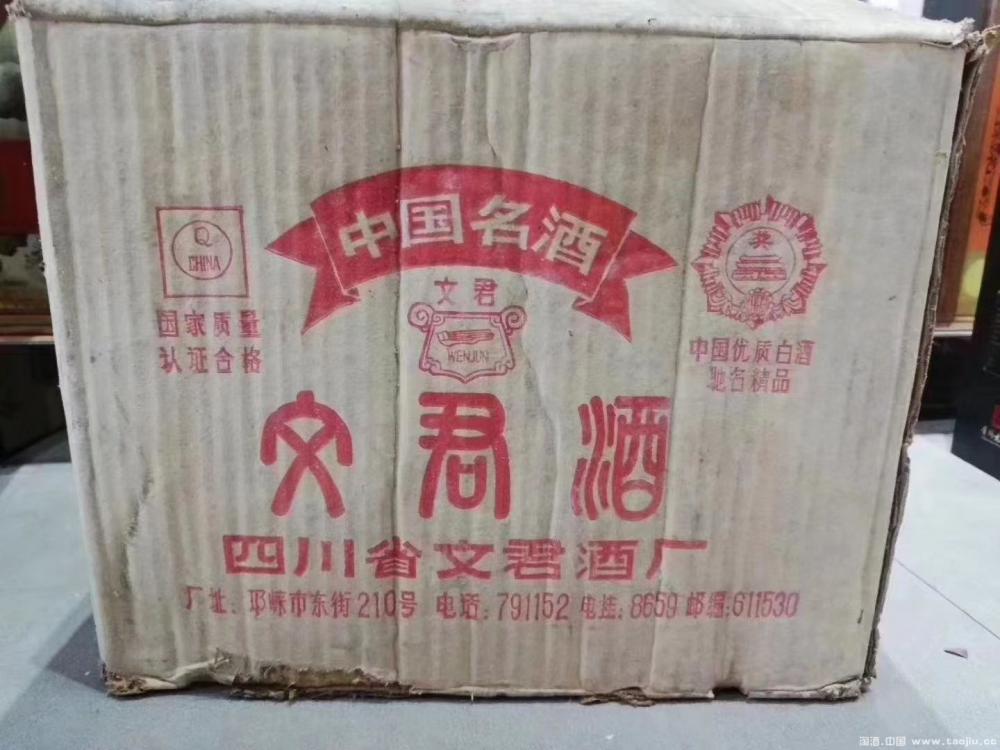 中国名酒
Q
CHINA
国家质量
认证合格
文君
WENJUN
奖
中国优质白酒
驰名精品
文君酒
四川省文君酒厂
厂址：邛崃市东街210号 电话：791152 电挂：8659 邮编：611530
淘酒.中国 www.taojiu.cc